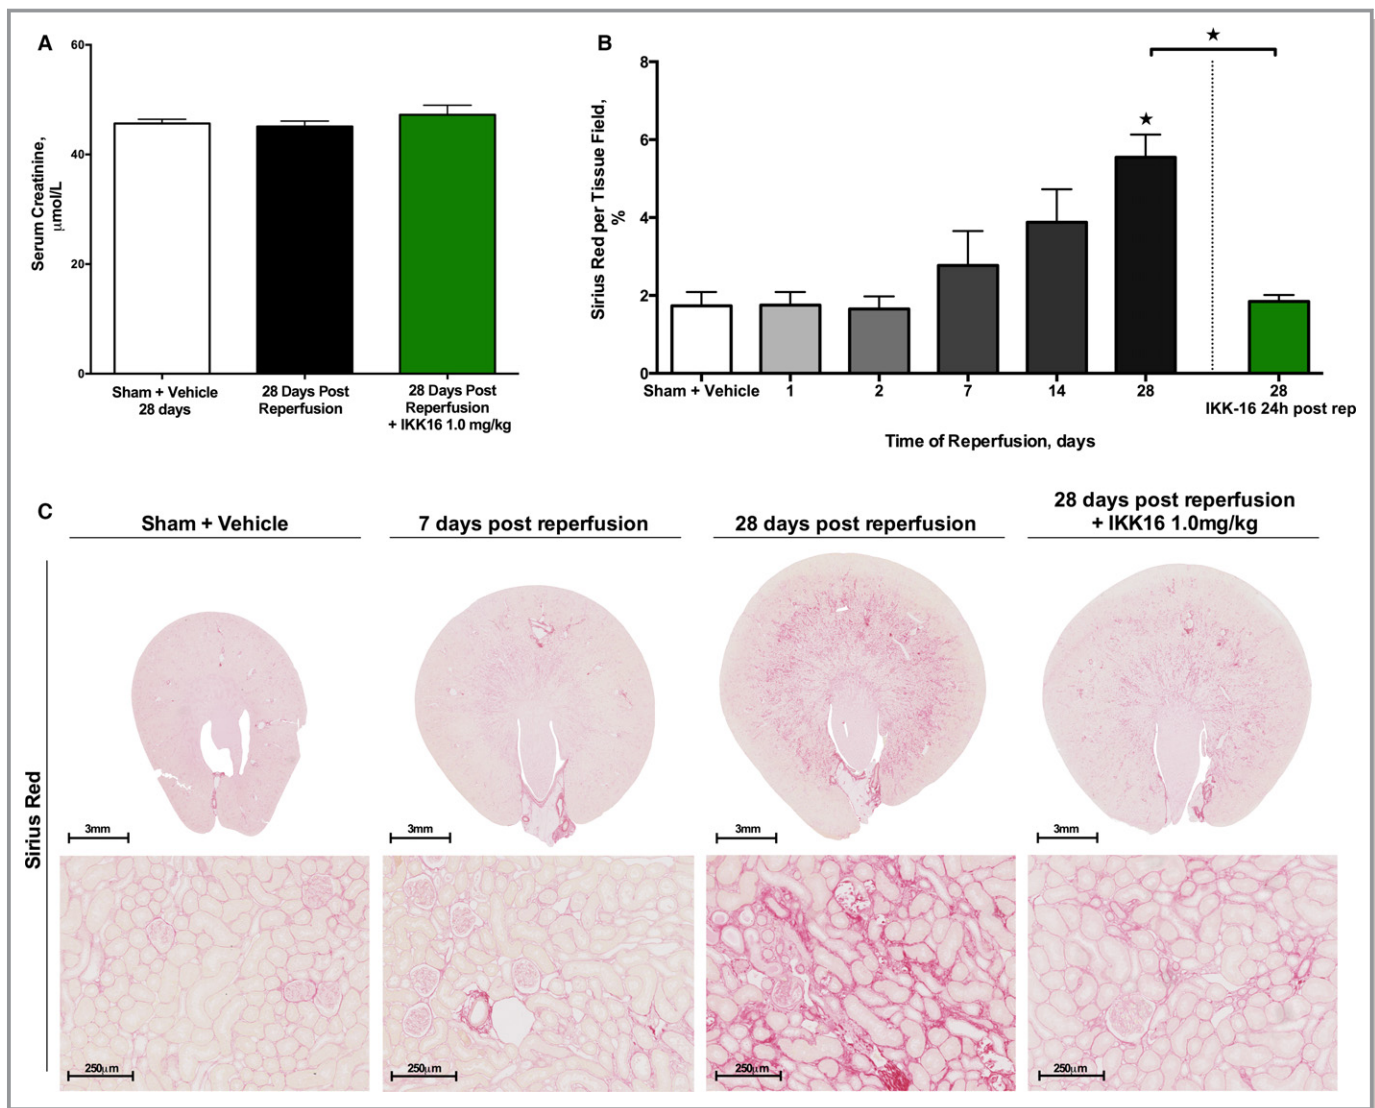 A
60
40
20
0
Serum Creatinine,
µmol/L
Sham + Vehicle
28 days
28 Days Post
Reperfusion
28 Days Post
Reperfusion
+ IKK16 1.0 mg/kg
B
★
★
8
6
4
2
0
Sirius Red per Tissue Field,
%
Sham + Vehicle
1
2
7
14
28
28
IKK-16 24h post rep
Time of Reperfusion, days
C
Sham + Vehicle
7 days post reperfusion
28 days post reperfusion
28 days post reperfusion
+ IKK16 1.0mg/kg
Sirius Red
3mm
3mm
3mm
3mm
250µm
250µm
250µm
250µm